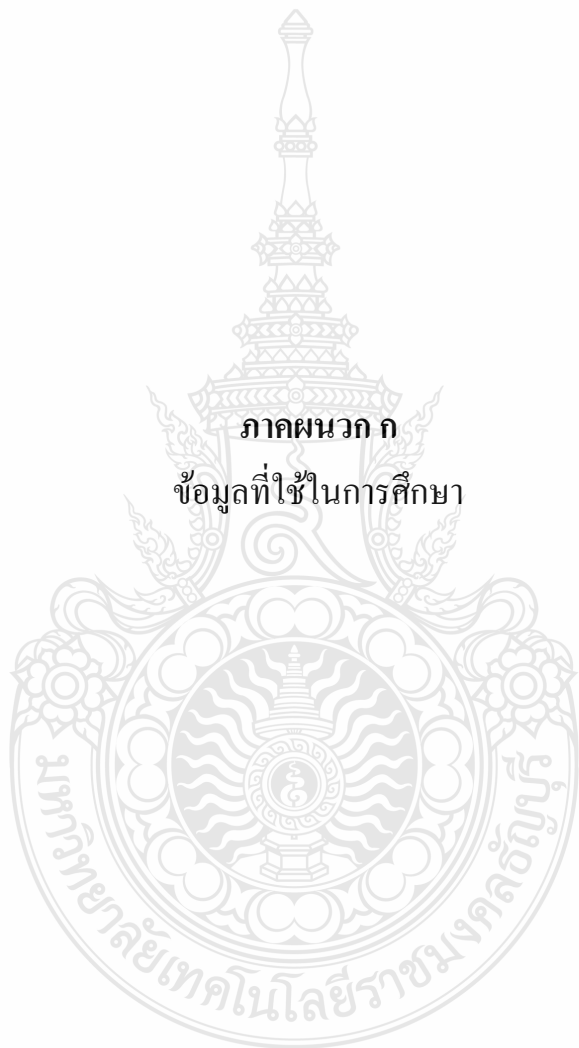 ภาคผนวก ก
ข้อมูลที่ใช้ในการศึกษา
มหาวิทยาลัยเทคโนโลยีราชมงคลธัญบุรี